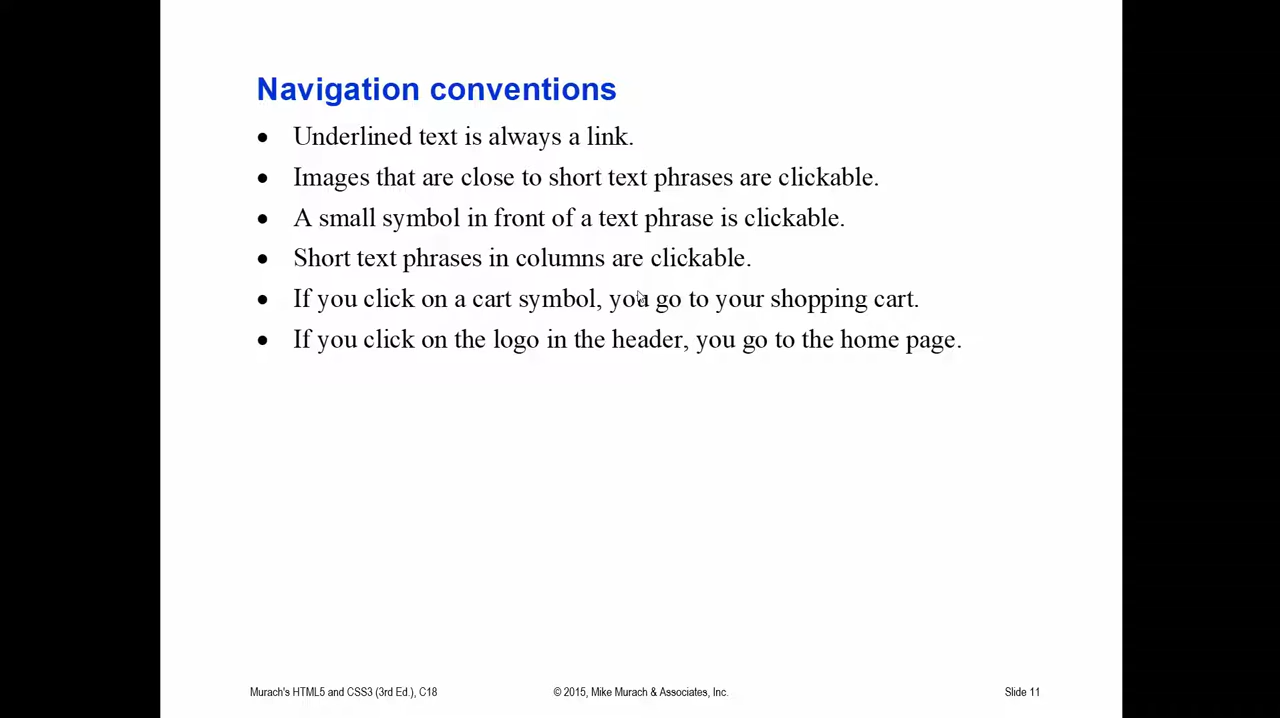 Navigation conventions
• Underlined text is always a link.
• Images that are close to short text phrases are clickable.
• A small symbol in front of a text phrase is clickable.
• Short text phrases in columns are clickable.
• If you click on a cart symbol, you go to your shopping cart.
• If you click on the logo in the header, you go to the home page.
Murach's HTML5 and CSS3 (3rd Ed.), C18 © 2015, Mike Murach & Associates, Inc. Slide 11